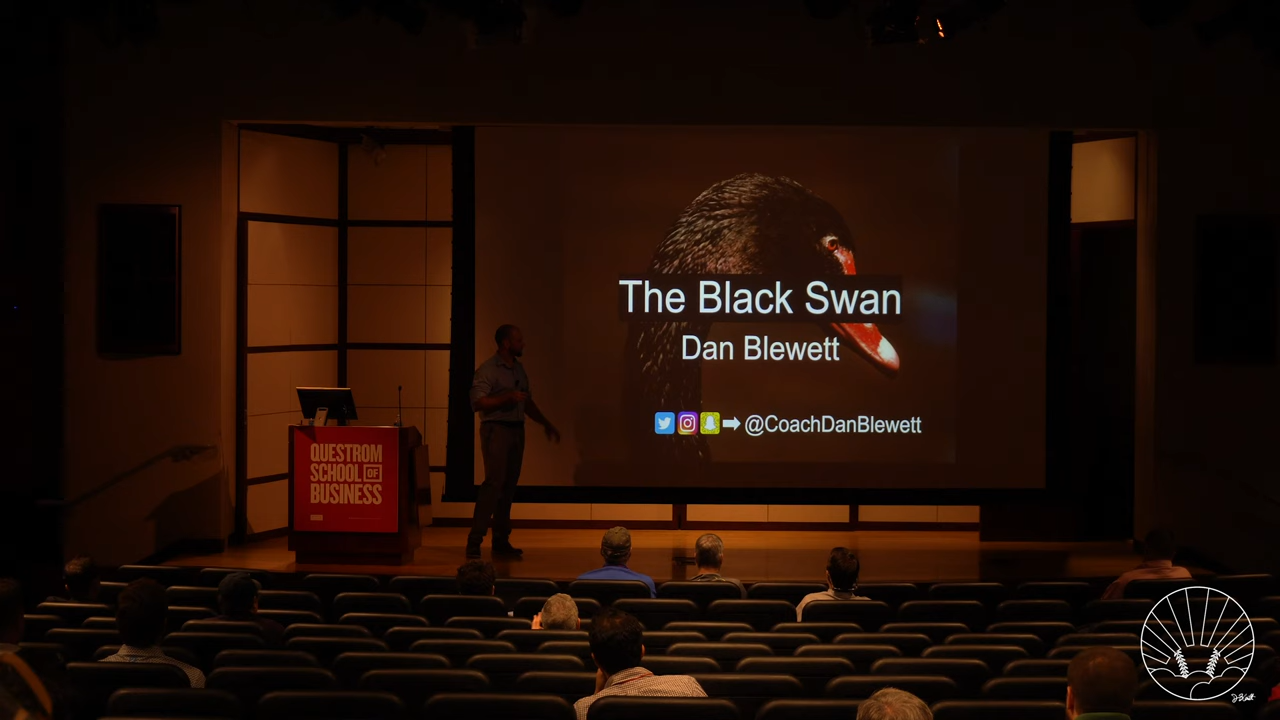 The Black Swan
Dan Blewett
@CoachDanBlewett
QUESTROM
SCHOOL OF
BUSINESS